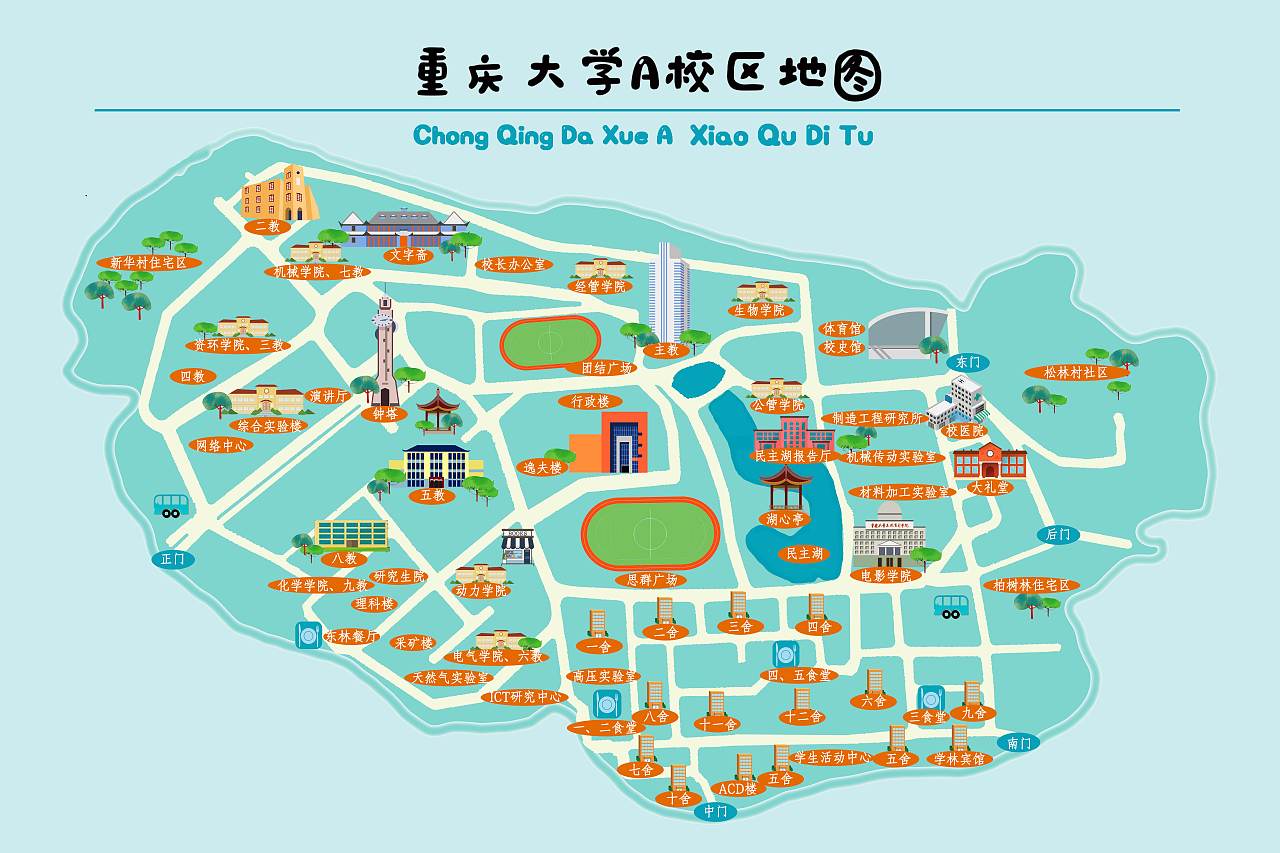 重庆大学A校区地图
Chong Qing Da Xue A Xiao Qu Di Tu
二教
文字斋
新华村住宅区
机械学院、七教
校长办公室
经管学院
生物学院
体育馆
校史馆
主教
资环学院、三教
团结广场
东门
四教
松林村社区
演讲厅
钟塔
行政楼
公管学院
制造工程研究所
综合实验楼
校医院
网络中心
民主湖报告厅
机械传动实验室
逸夫楼
五教
大礼堂
材料加工实验室
湖心亭
BOOKS
后门
正门
八教
民主湖
化学学院、九教
研究生院
动力学院
思群广场
电影学院
柏树林住宅区
理科楼
东林餐厅
采矿楼
一舍
二舍
三舍
四舍
电气学院、六教
天然气实验室
高压实验室
四、五食堂
ICT研究中心
六舍
八舍
十一舍
十二舍
三食堂
九舍
一、二食堂
南门
七舍
学生活动中心
五舍
学林宾馆
五舍
ACD楼
十舍
中门